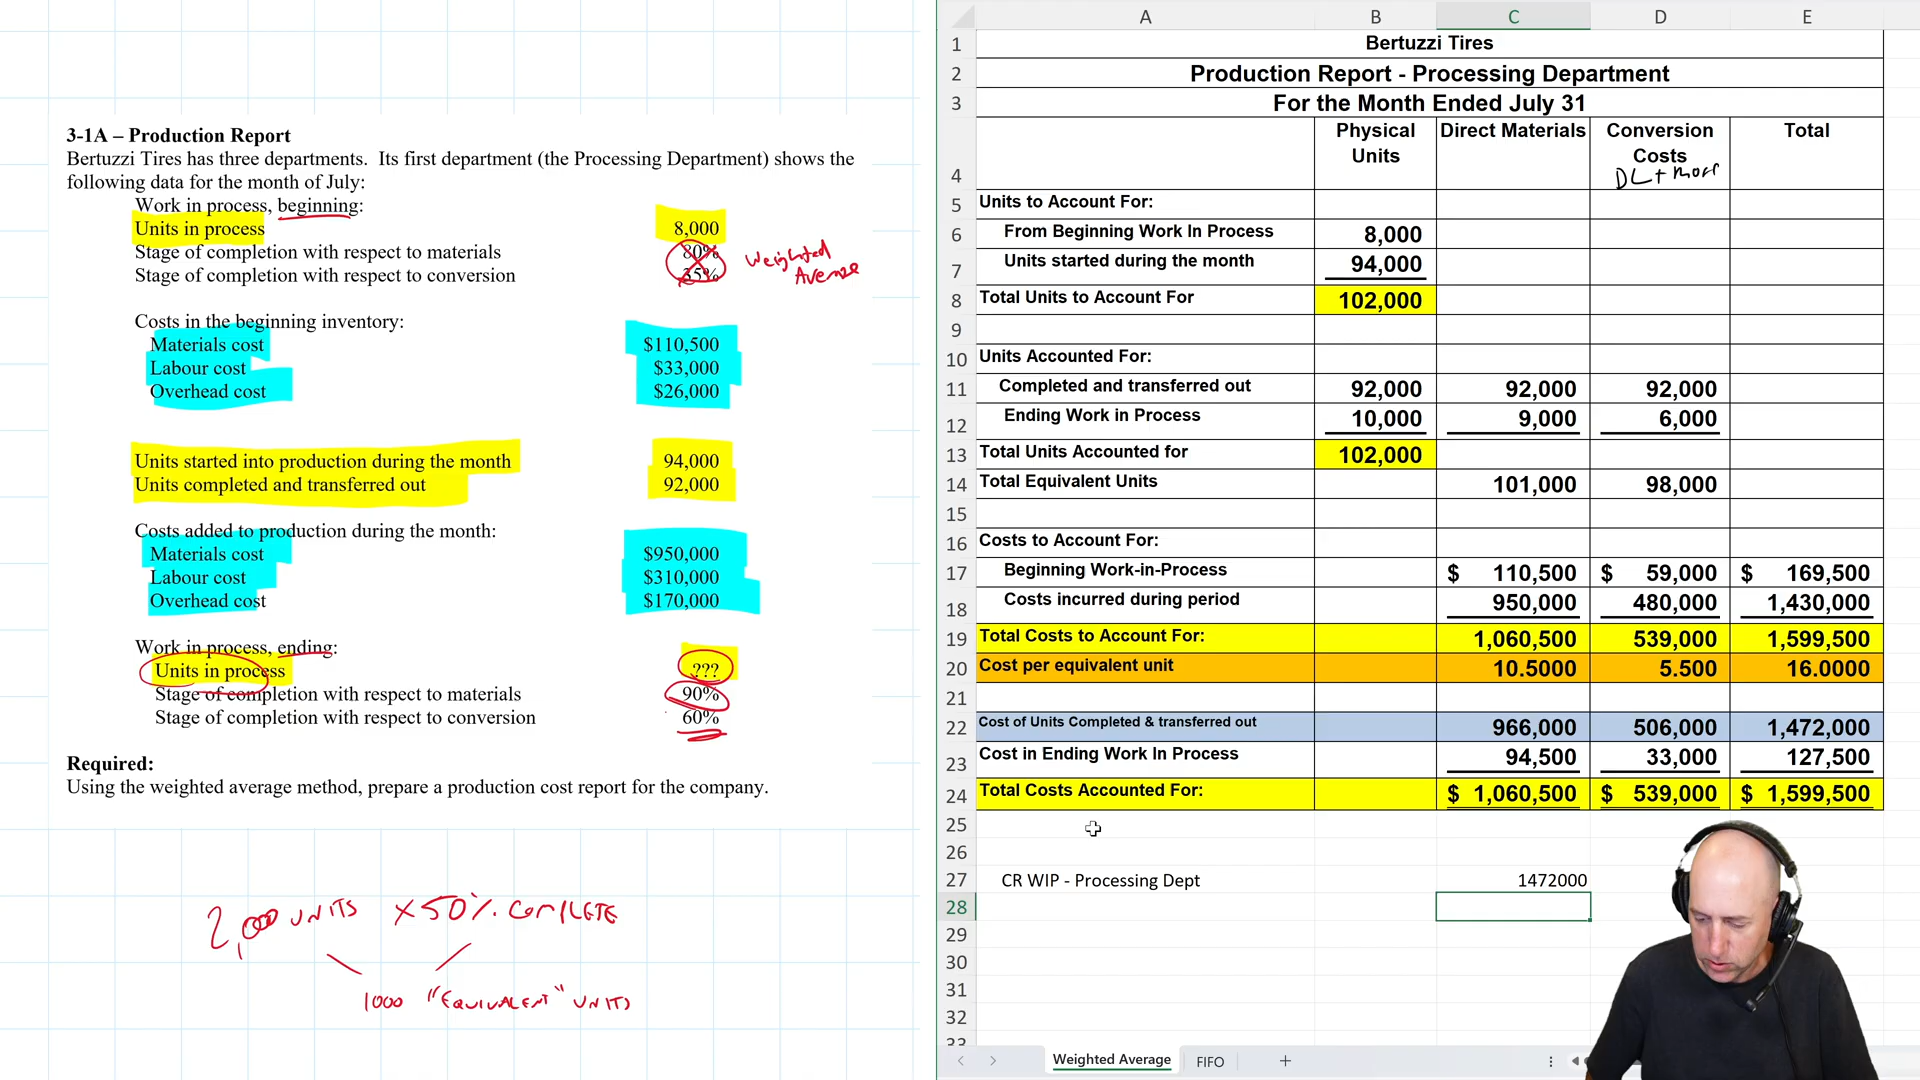 3-1A – Production Report
Bertuzzi Tires has three departments. Its first department (the Processing Department) shows the
following data for the month of July:
Work in process, beginning:
Units in process 8,000
Stage of completion with respect to materials 80%
Stage of completion with respect to conversion 35%
Weighted
Average
Costs in the beginning inventory:
Materials cost $110,500
Labour cost $33,000
Overhead cost $26,000
Units started into production during the month 94,000
Units completed and transferred out 92,000
Costs added to production during the month:
Materials cost $950,000
Labour cost $310,000
Overhead cost $170,000
Work in process, ending:
Units in process ???
Stage of completion with respect to materials 90%
Stage of completion with respect to conversion 60%
Required:
Using the weighted average method, prepare a production cost report for the company.
2,000 UNITS X 50% COMPLETE
1000 "EQUIVALENT" UNITS
A B C D E
1 Bertuzzi Tires
2 Production Report - Processing Department
3 For the Month Ended July 31
4 Physical Units Direct Materials Conversion Costs Total
DL + MOH
5 Units to Account For:
6 From Beginning Work In Process 8,000
7 Units started during the month 94,000
8 Total Units to Account For 102,000
9
10 Units Accounted For:
11 Completed and transferred out 92,000 92,000 92,000
12 Ending Work in Process 10,000 9,000 6,000
13 Total Units Accounted for 102,000
14 Total Equivalent Units 101,000 98,000
15
16 Costs to Account For:
17 Beginning Work-in-Process $ 110,500 $ 59,000 $ 169,500
18 Costs incurred during period 950,000 480,000 1,430,000
19 Total Costs to Account For: 1,060,500 539,000 1,599,500
20 Cost per equivalent unit 10.5000 5.500 16.0000
21
22 Cost of Units Completed & transferred out 966,000 506,000 1,472,000
23 Cost in Ending Work In Process 94,500 33,000 127,500
24 Total Costs Accounted For: $ 1,060,500 $ 539,000 $ 1,599,500
25
26
27 CR WIP - Processing Dept 1472000
28
29
30
31
32
33
Weighted Average FIFO